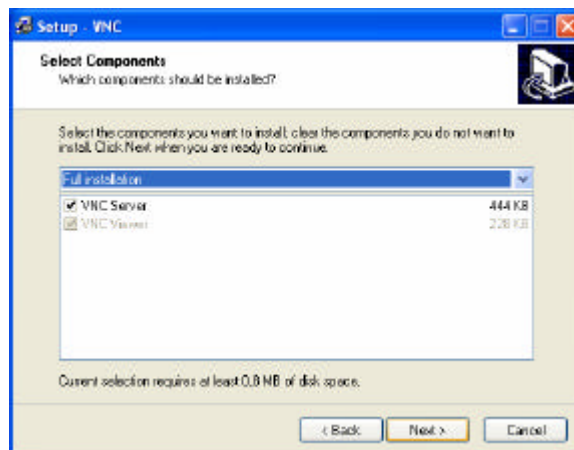 Setup - VNC
Select Components
Which components should be installed?
Select the components you want to install; clear the components you do not want to
install. Click Next when you are ready to continue.
Full installation
VNC Server 444 KB
VNC Viewer 228 KB
Current selection requires at least 0.8 MB of disk space.
< Back Next > Cancel